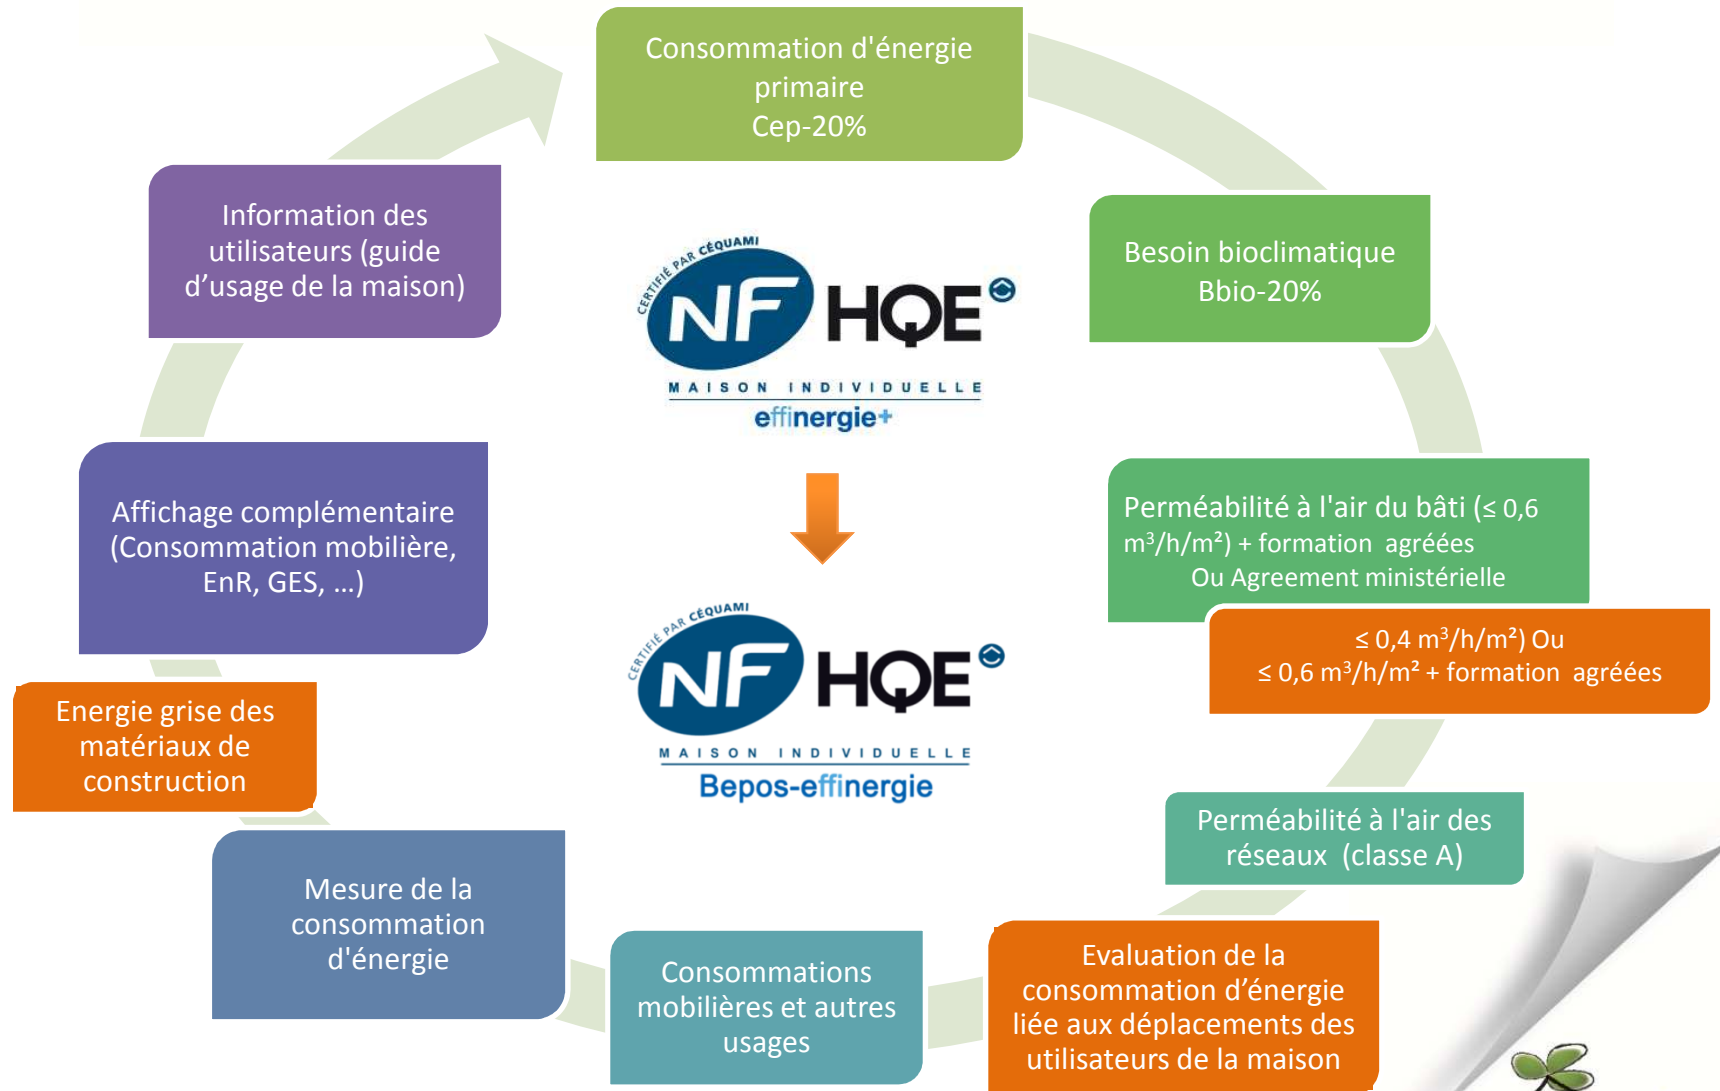 Consommation d'énergie
primaire
Cep-20%
Besoin bioclimatique
Bbio-20%
Perméabilité à l'air du bâti (≤ 0,6
m³/h/m²) + formation agréées
Ou Agreement ministérielle
≤ 0,4 m³/h/m²) Ou
≤ 0,6 m³/h/m² + formation agréées
Perméabilité à l'air des
réseaux (classe A)
Evaluation de la
consommation d’énergie
liée aux déplacements des
utilisateurs de la maison
Consommations
mobilières et autres
usages
Mesure de la
consommation
d'énergie
Energie grise des
matériaux de
construction
Affichage complémentaire
(Consommation mobilière,
EnR, GES, ...)
Information des
utilisateurs (guide
d’usage de la maison)
CERTIFIÉ PAR CÉQUAMI
NF HQE
MAISON INDIVIDUELLE
effinergie+
CERTIFIÉ PAR CÉQUAMI
NF HQE
MAISON INDIVIDUELLE
Bepos-effinergie